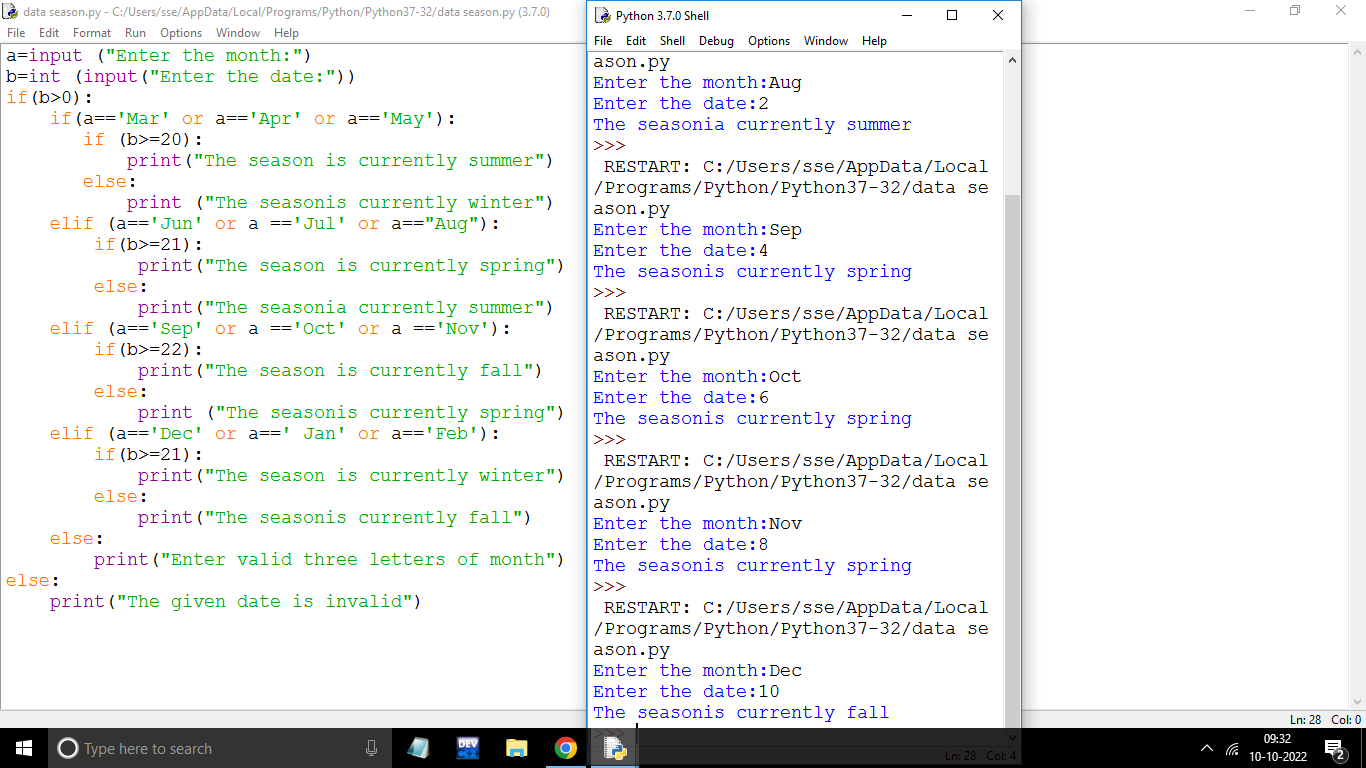 data season.py - C:/Users/sse/AppData/Local/Programs/Python/Python37-32/data season.py (3.7.0)
File Edit Format Run Options Window Help
a=input ("Enter the month:")
b=int (input("Enter the date:"))
if(b>0):
    if(a=='Mar' or a=='Apr' or a=='May'):
       if (b>=20):
           print("The season is currently summer")
       else:
           print ("The seasonis currently winter")
    elif (a=='Jun' or a =='Jul' or a=="Aug"):
        if(b>=21):
            print("The season is currently spring")
        else:
            print("The seasonia currently summer")
    elif (a=='Sep' or a =='Oct' or a =='Nov'):
        if(b>=22):
            print("The season is currently fall")
        else:
            print ("The seasonis currently spring")
    elif (a=='Dec' or a==' Jan' or a=='Feb'):
        if(b>=21):
            print("The season is currently winter")
        else:
            print("The seasonis currently fall")
    else:
        print("Enter valid three letters of month")
else:
    print("The given date is invalid")
Python 3.7.0 Shell
File Edit Shell Debug Options Window Help
ason.py
Enter the month:Aug
Enter the date:2
The seasonia currently summer
>>>
 RESTART: C:/Users/sse/AppData/Local
/Programs/Python/Python37-32/data se
ason.py
Enter the month:Sep
Enter the date:4
The seasonis currently spring
>>>
 RESTART: C:/Users/sse/AppData/Local
/Programs/Python/Python37-32/data se
ason.py
Enter the month:Oct
Enter the date:6
The seasonis currently spring
>>>
 RESTART: C:/Users/sse/AppData/Local
/Programs/Python/Python37-32/data se
ason.py
Enter the month:Nov
Enter the date:8
The seasonis currently spring
>>>
 RESTART: C:/Users/sse/AppData/Local
/Programs/Python/Python37-32/data se
ason.py
Enter the month:Dec
Enter the date:10
The seasonis currently fall
>>>
Ln: 28 Col: 4
Ln: 28 Col: 0
Type here to search
DEV
09:32
10-10-2022
2